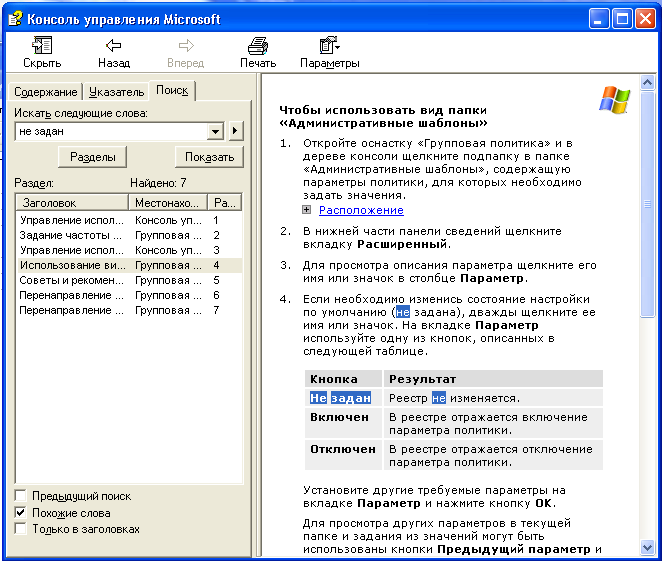 Консоль управления Microsoft
Скрыть Назад Вперед Печать Параметры
Содержание Указатель Поиск
Искать следующие слова:
не задан
Разделы Показать
Раздел: Найдено: 7
Заголовок Местонахо... Ра...
Управление испол... Консоль уп... 1
Задание частоты ... Групповая ... 2
Управление испол... Консоль уп... 3
Использование ви... Групповая ... 4
Советы и рекомен... Групповая ... 5
Перенаправление ... Групповая ... 6
Перенаправление ... Групповая ... 7
Предыдущий поиск
Похожие слова
Только в заголовках
Чтобы использовать вид папки
«Административные шаблоны»
1. Откройте оснастку «Групповая политика» и в
дереве консоли щелкните подпапку в папке
«Административные шаблоны», содержащую
параметры политики, для которых необходимо
задать значения.
Расположение
2. В нижней части панели сведений щелкните
вкладку Расширенный.
3. Для просмотра описания параметра щелкните его
имя или значок в столбце Параметр.
4. Если необходимо изменись состояние настройки
по умолчанию (не задана), дважды щелкните ее
имя или значок. На вкладке Параметр
используйте одну из кнопок, описанных в
следующей таблице.
Кнопка Результат
Не задан Реестр не изменяется.
Включен В реестре отражается включение
параметра политики.
Отключен В реестре отражается отключение
параметра политики.
Установите другие требуемые параметры на
вкладке Параметр и нажмите кнопку OK.
Для просмотра других параметров в текущей
папке и задания из значений могут быть
использованы кнопки Предыдущий параметр и